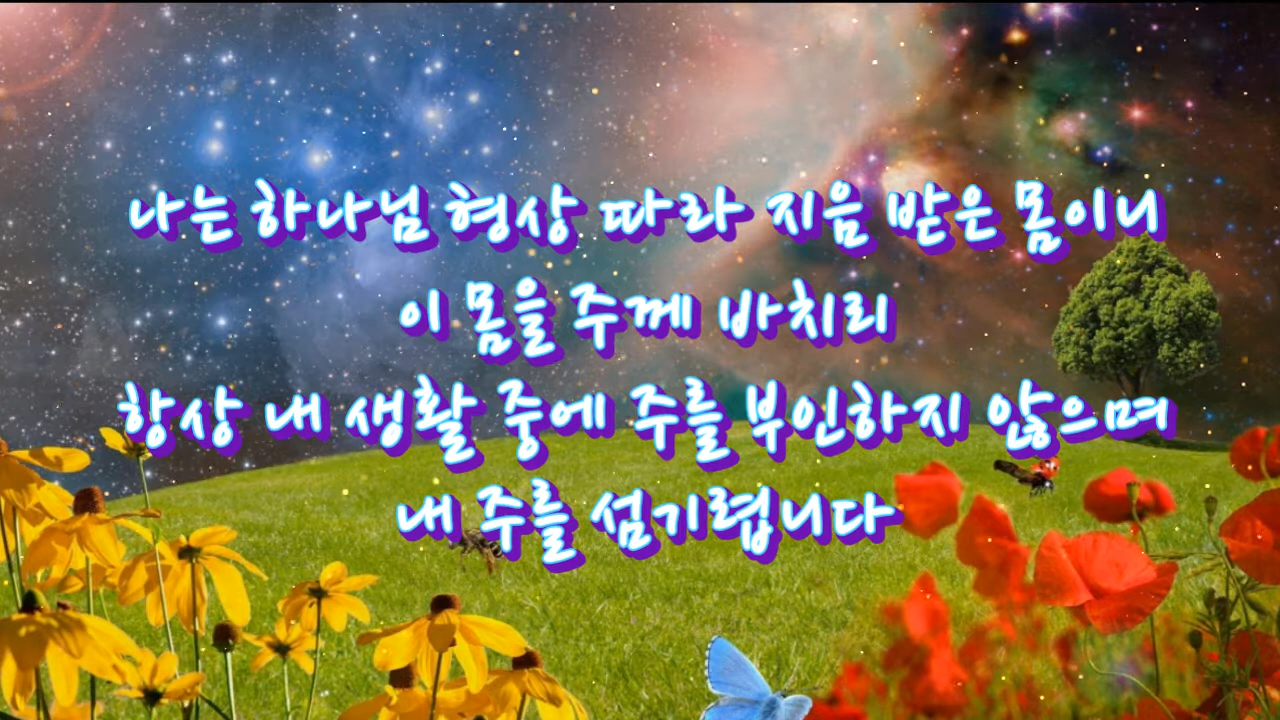 나는 하나님 형상 따라 지음 받은 몸이니
이 몸을 주께 바치리
항상 내 생활 중에 주를 부인하지 않으며
내 주를 섬기렵니다